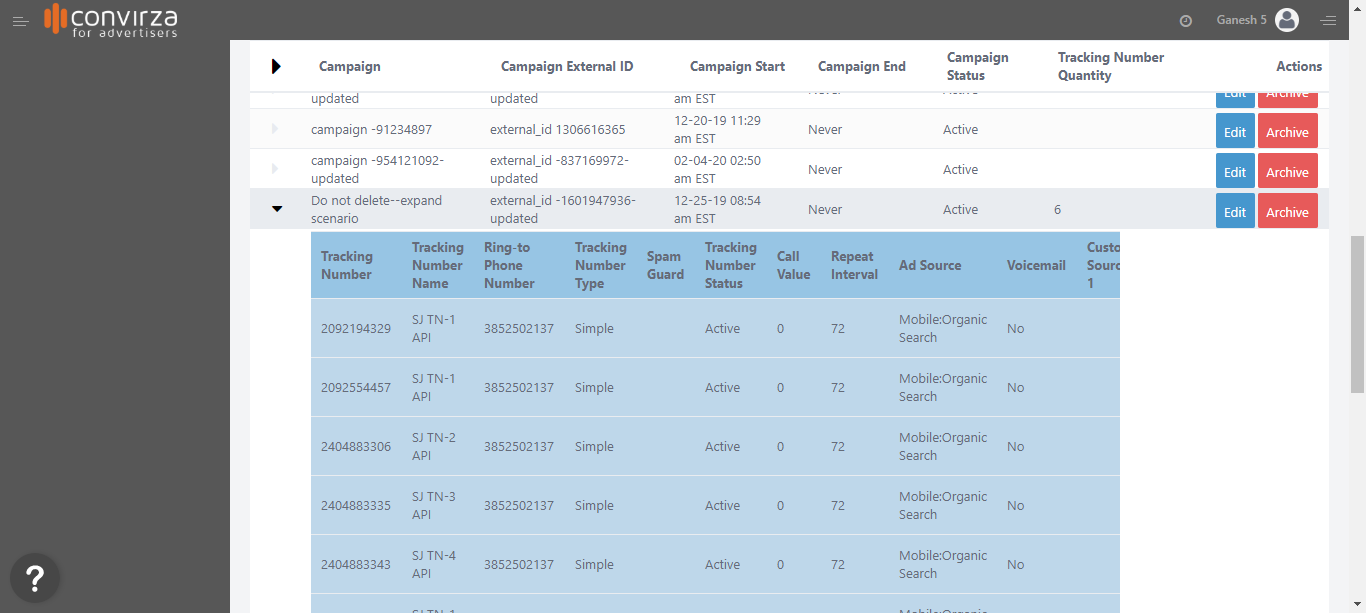 convirza
for advertisers
Ganesh 5
Campaign Campaign External ID Campaign Start Campaign End Campaign Status Tracking Number Quantity Actions
updated updated am EST Never Active Edit Archive
campaign -91234897 external_id 1306616365 12-20-19 11:29 am EST Never Active Edit Archive
campaign -954121092-updated external_id -837169972-updated 02-04-20 02:50 am EST Never Active Edit Archive
Do not delete--expand scenario external_id -1601947936-updated 12-25-19 08:54 am EST Never Active 6 Edit Archive
Tracking Number Tracking Number Name Ring-to Phone Number Tracking Number Type Spam Guard Tracking Number Status Call Value Repeat Interval Ad Source Voicemail Custo Sourc 1
2092194329 SJ TN-1 API 3852502137 Simple Active 0 72 Mobile:Organic Search No
2092554457 SJ TN-1 API 3852502137 Simple Active 0 72 Mobile:Organic Search No
2404883306 SJ TN-2 API 3852502137 Simple Active 0 72 Mobile:Organic Search No
2404883335 SJ TN-3 API 3852502137 Simple Active 0 72 Mobile:Organic Search No
2404883343 SJ TN-4 API 3852502137 Simple Active 0 72 Mobile:Organic Search No
?